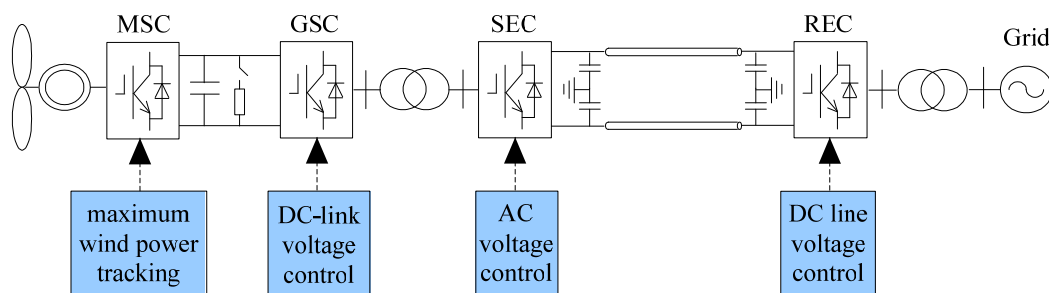 MSC
GSC
SEC
REC
Grid
maximum
wind power
tracking
DC-link
voltage
control
AC
voltage
control
DC line
voltage
control